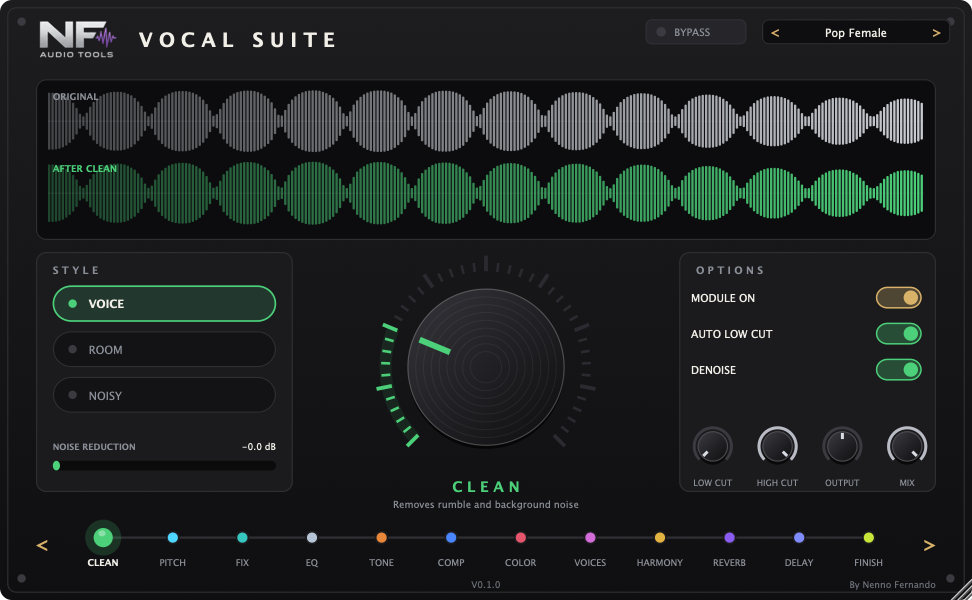 NF
AUDIO TOOLS
VOCAL SUITE
BYPASS
< Pop Female >
ORIGINAL
AFTER CLEAN
STYLE
VOICE
ROOM
NOISY
NOISE REDUCTION -0.0 dB
CLEAN
Removes rumble and background noise
OPTIONS
MODULE ON
AUTO LOW CUT
DENOISE
LOW CUT HIGH CUT OUTPUT MIX
< CLEAN PITCH FIX EQ TONE COMP COLOR VOICES HARMONY REVERB DELAY FINISH >
V0.1.0
By Nenno Fernando